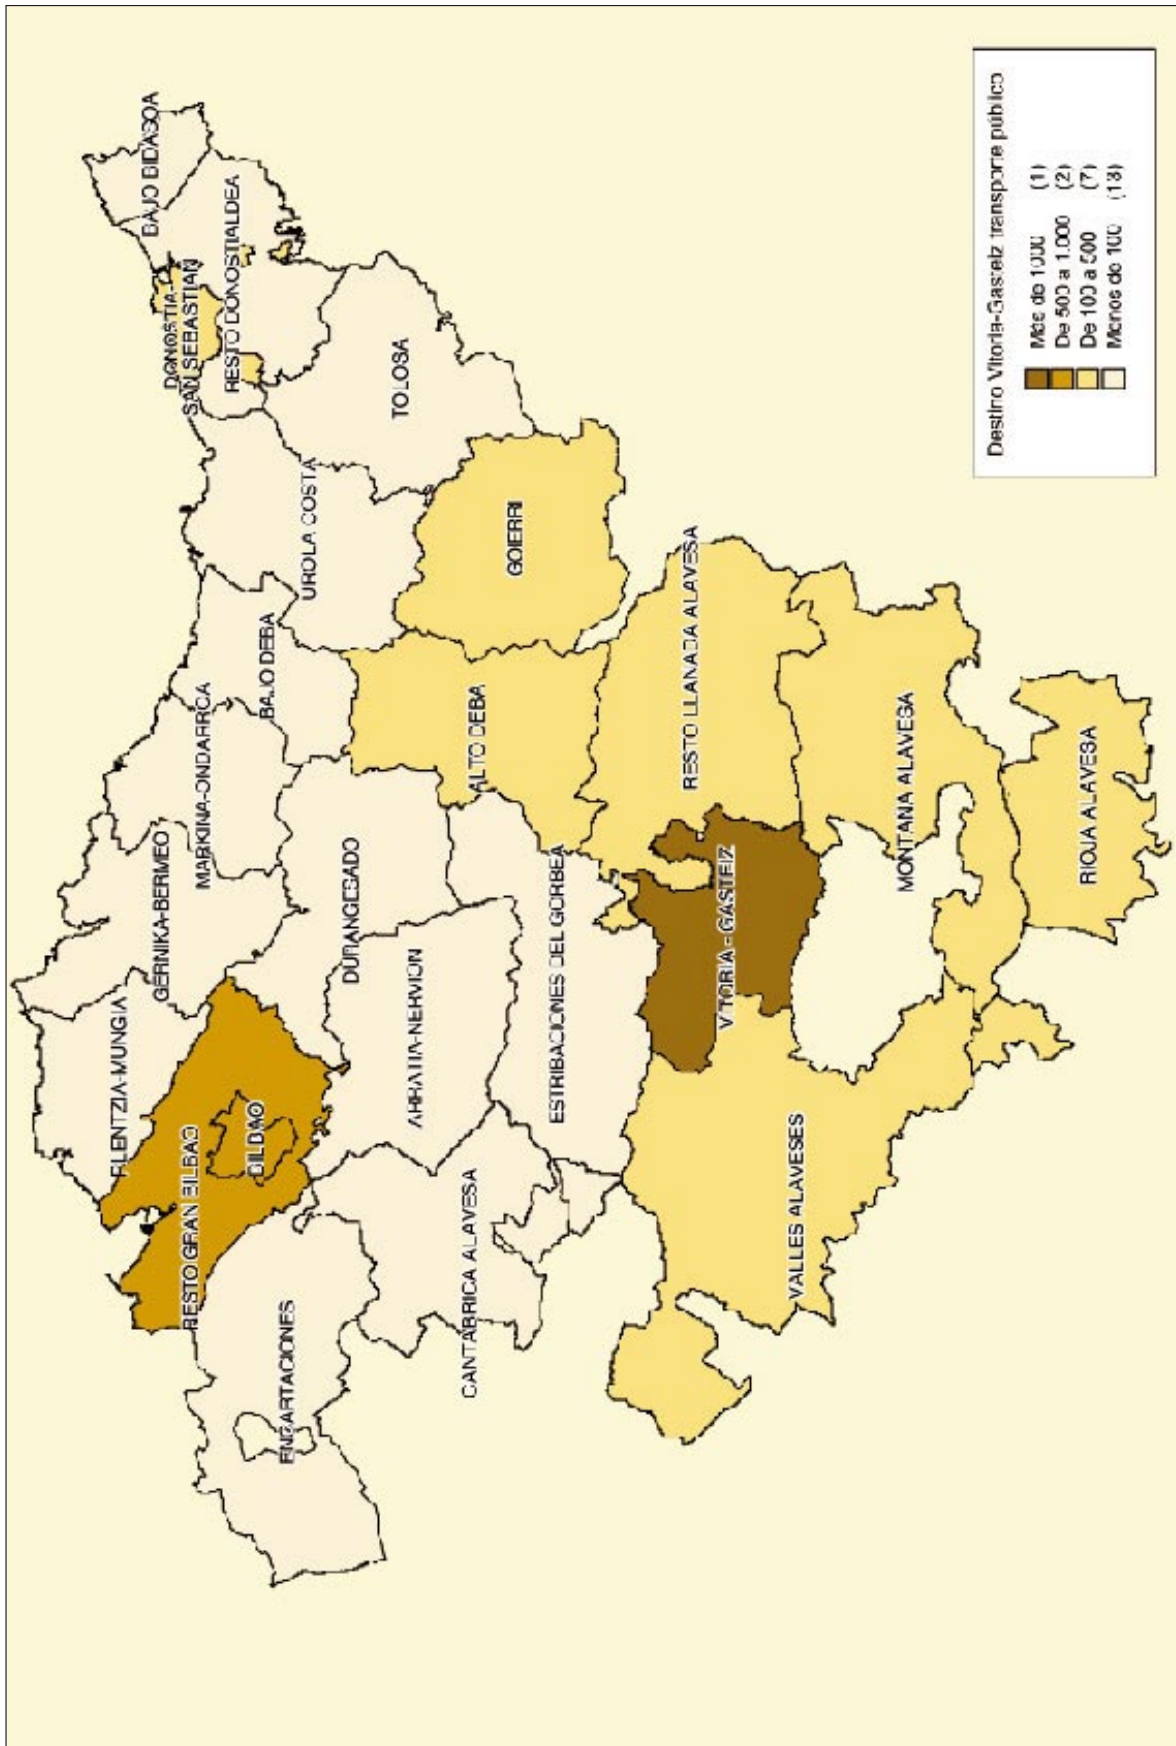 BAJO BIDASOA
DONOSTIA-
SAN SEBASTIAN
RESTO DONOSTIALDEA
TOLOSA
UROLA COSTA
GOIERRI
BAJO DEBA
ALTO DEBA
MARKINA-ONDARROA
GERNIKA-BERMEO
DURANGESADO
PLENTZIA-MUNGIA
ARRATIA-NERVION
ESTRIBACIONES DEL GORBEA
RESTO GRAN BILBAO
BILBAO
ENCARTACIONES
CANTABRICA ALAVESA
RESTO LLANADA ALAVESA
VITORIA - GASTEIZ
MONTANA ALAVESA
RIOJA ALAVESA
VALLES ALAVESES
Destino Vitoria-Gasteiz transporte público
Más de 1000 (1)
De 500 a 1.000 (2)
De 100 a 500 (7)
Menos de 100 (13)